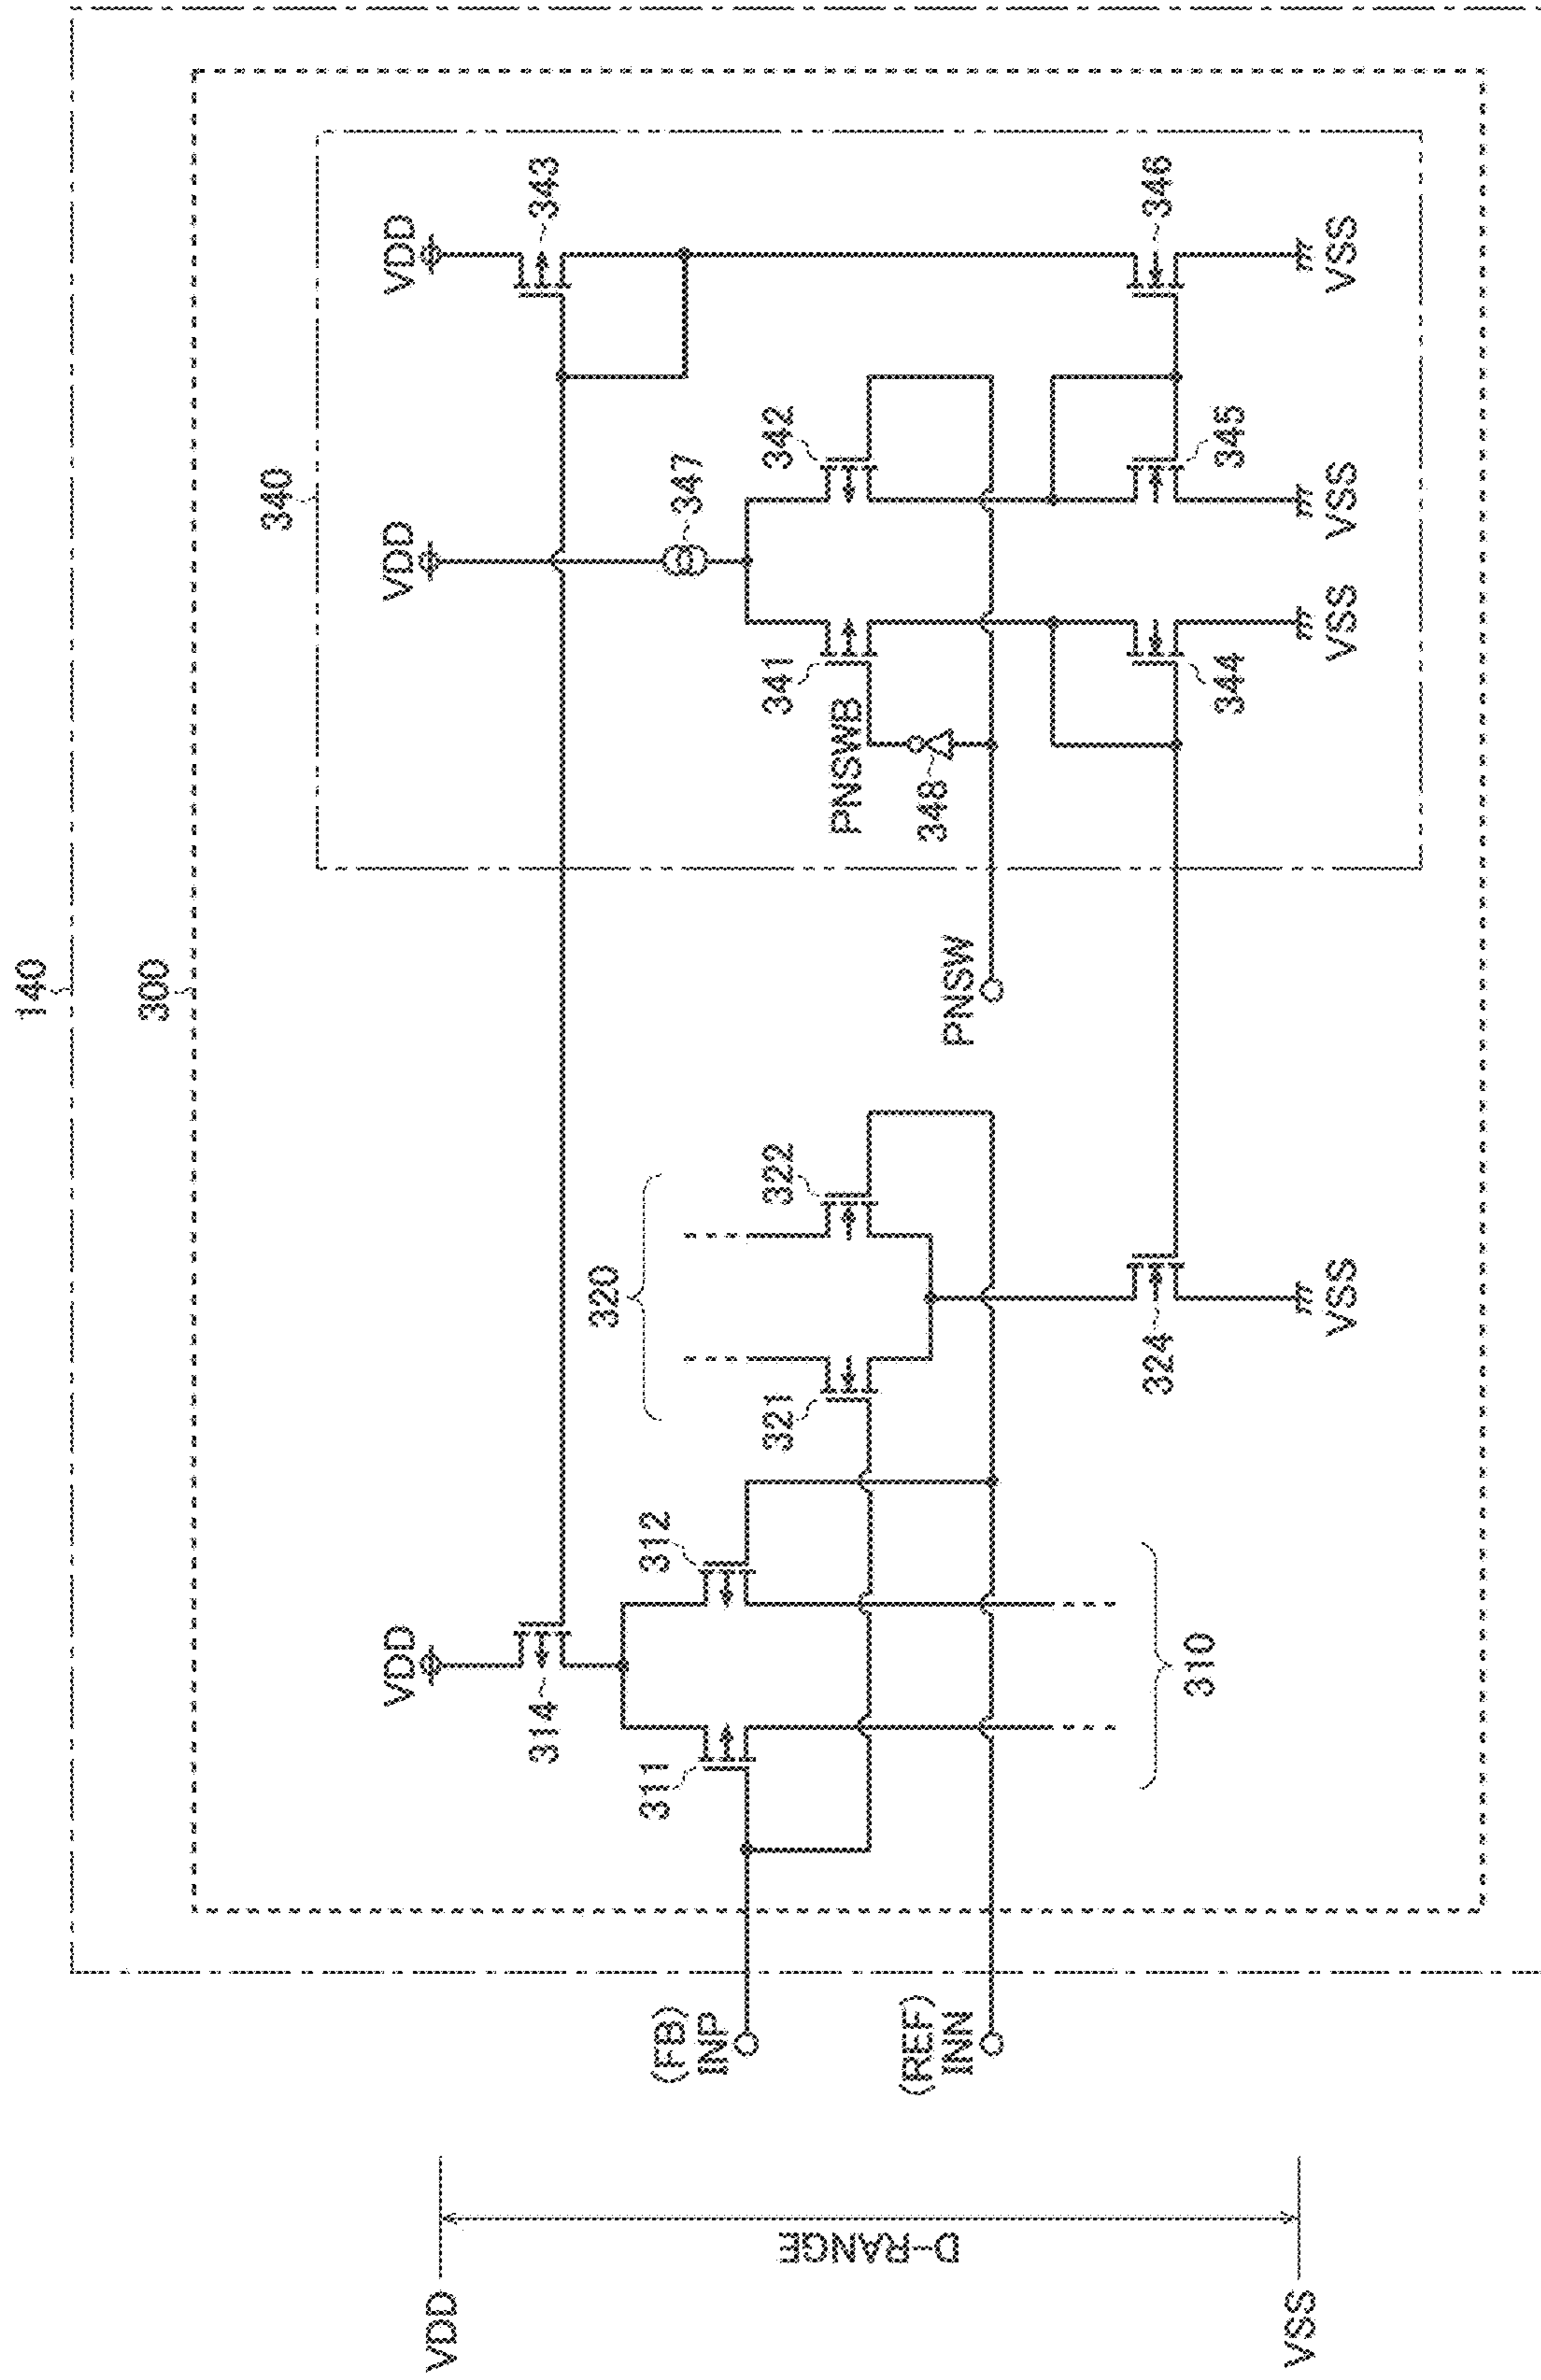 140
300
340
VDD
VDD
VDD
343
347
314
320
341
342
312
311
321
322
PNSWB
348
(FB)
INP
(REF)
INN
PNSW
324
346
344
345
310
VSS
VSS
VSS
VSS
VDD
D-RANGE
VSS